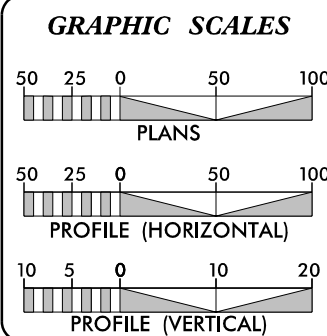 GRAPHIC SCALES
50 25 0 50 100
PLANS
50 25 0 50 100
PROFILE (HORIZONTAL)
10 5 0 10 20
PROFILE (VERTICAL)